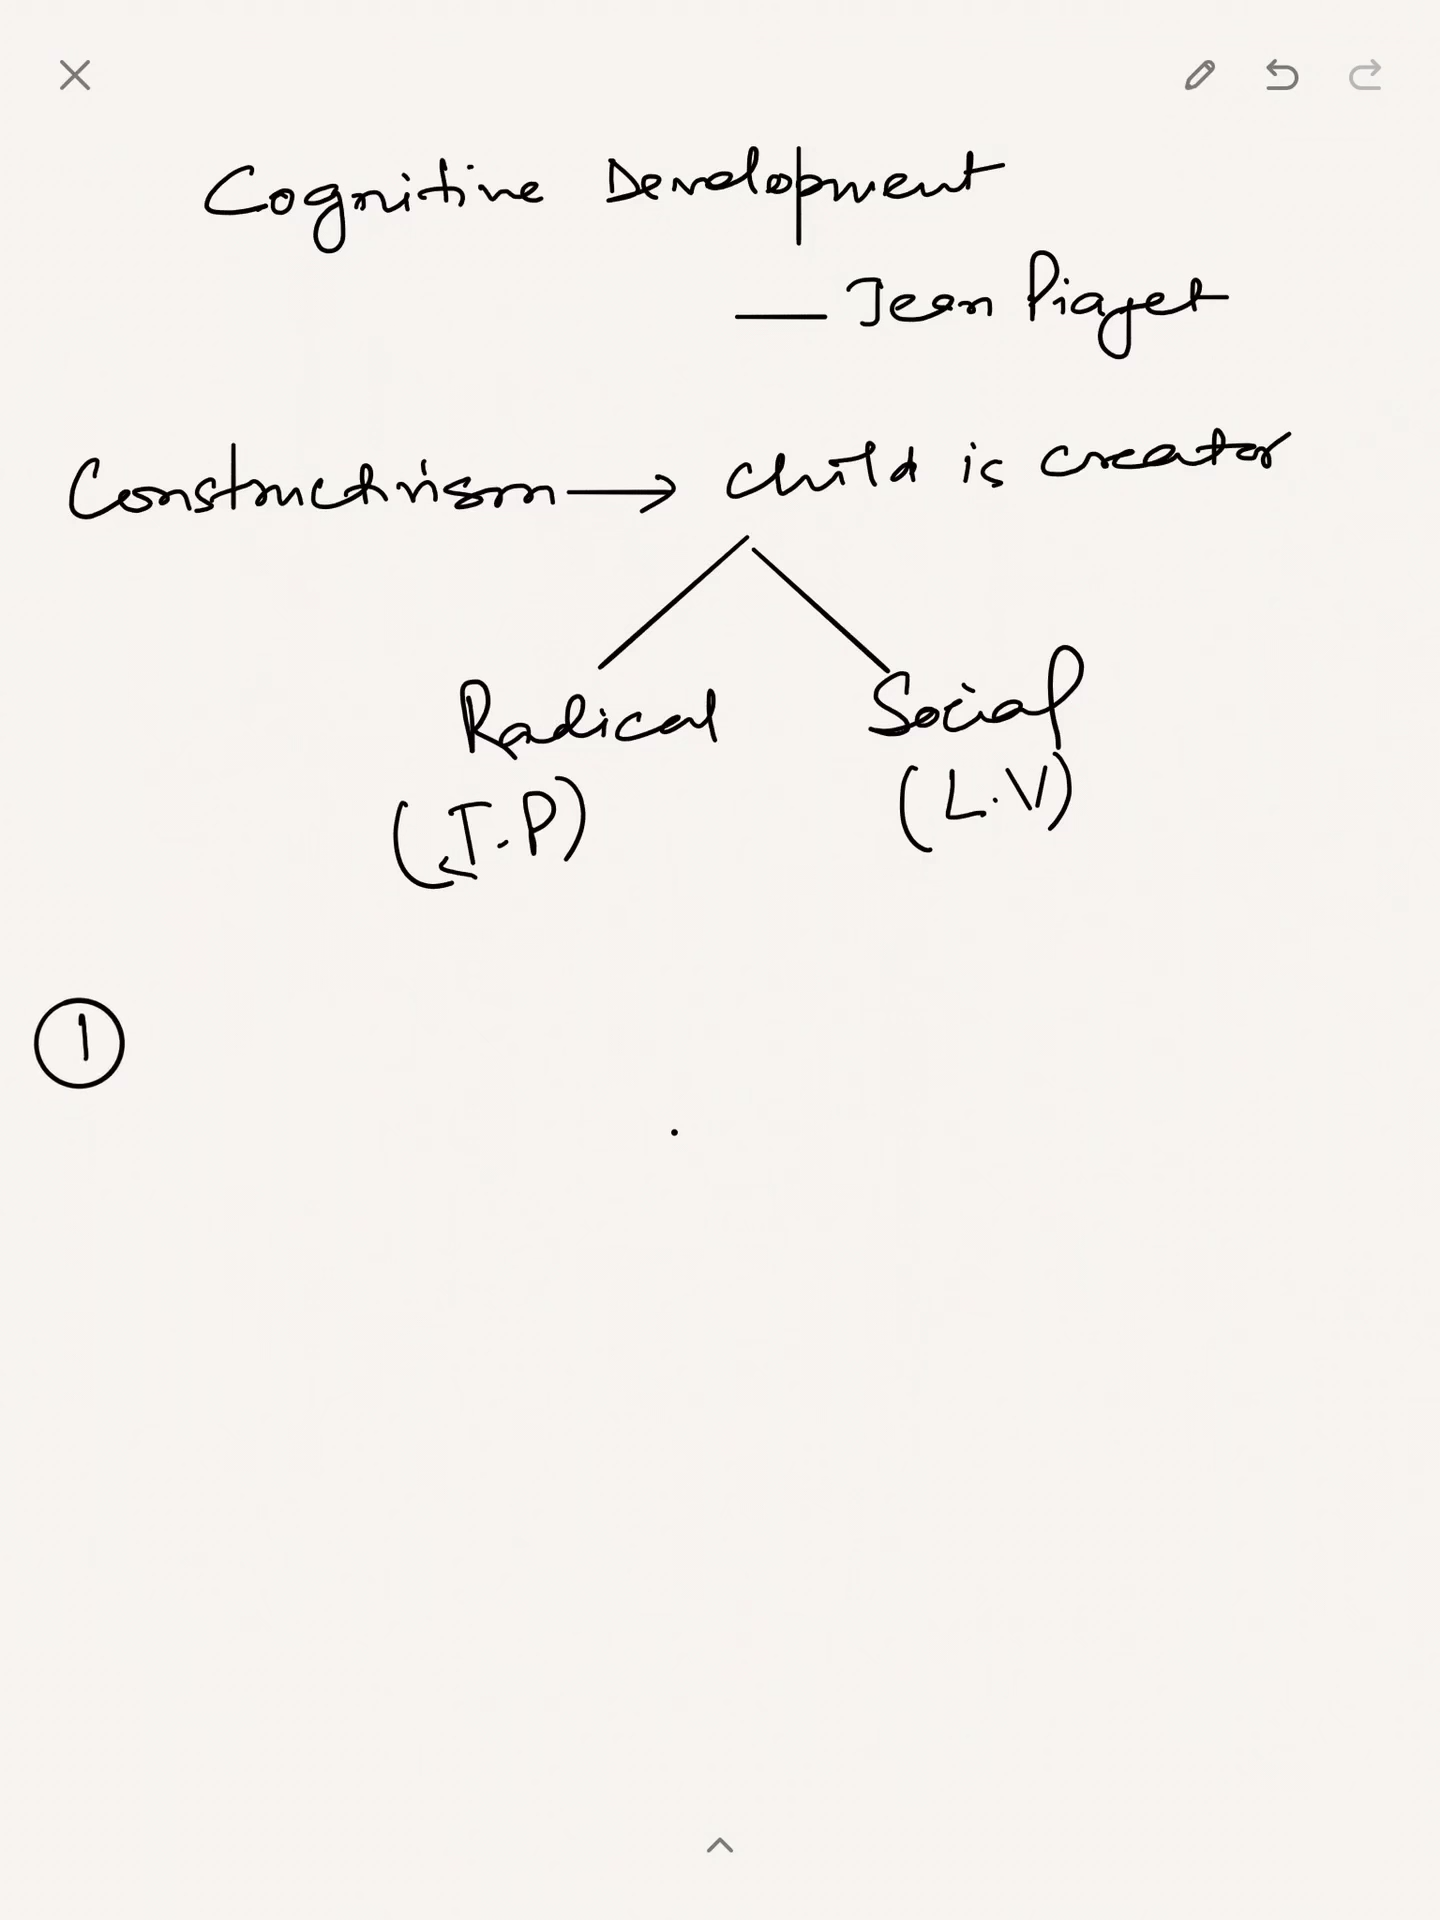 Cognitive Development
— Jean Piaget
Constructivism → child is creator
Radical Social
(J.P) (L.V)
1